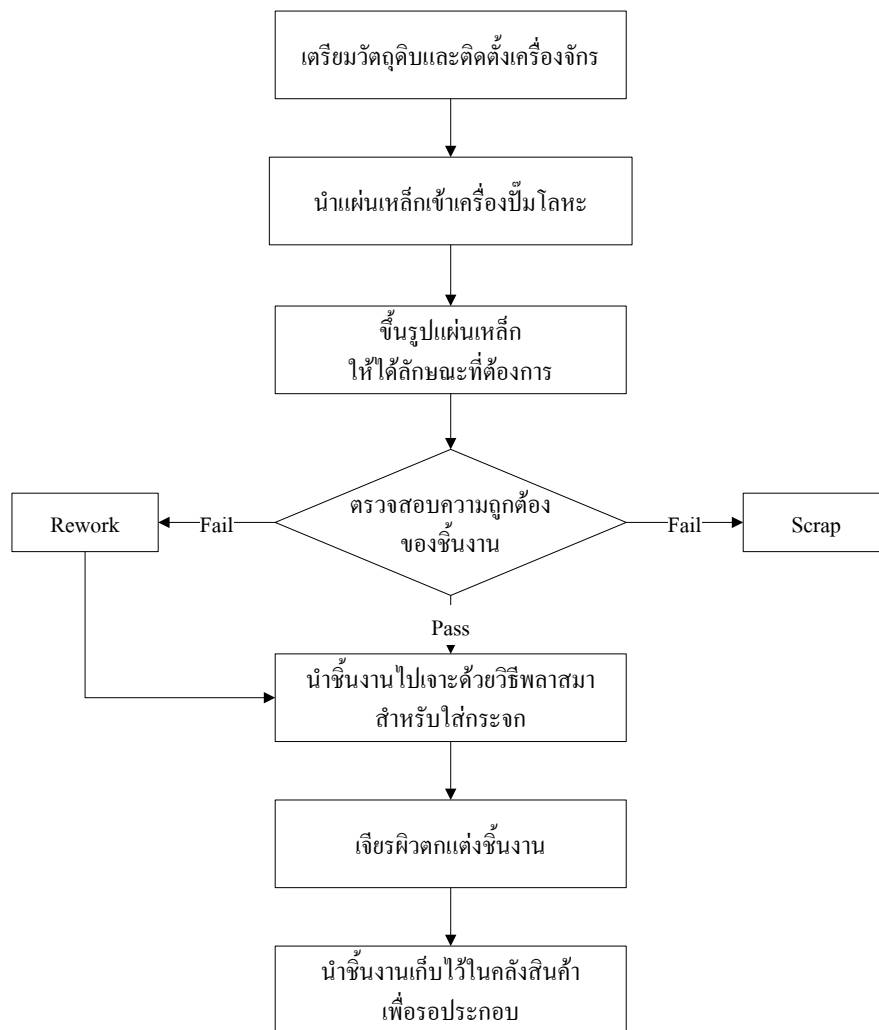 เตรียมวัตถุดิบและติดตั้งเครื่องจักร
นำแผ่นเหล็กเข้าเครื่องปั๊มโลหะ
ขึ้นรูปแผ่นเหล็ก
ให้ได้ลักษณะที่ต้องการ
ตรวจสอบความถูกต้อง
ของชิ้นงาน
Rework
Fail
Fail
Scrap
Pass
นำชิ้นงานไปเจาะด้วยวิธีพลาสมา
สำหรับใส่กระจก
เจียรผิวตกแต่งชิ้นงาน
นำชิ้นงานเก็บไว้ในคลังสินค้า
เพื่อรอประกอบ